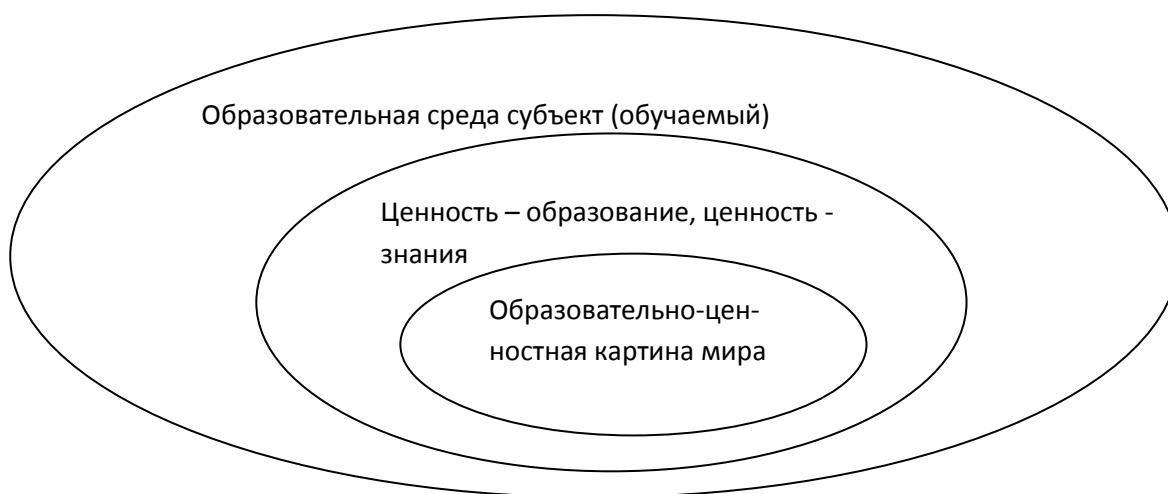 Образовательная среда субъект (обучаемый)
Ценность – образование, ценность -
знания
Образовательно-цен-
ностная картина мира